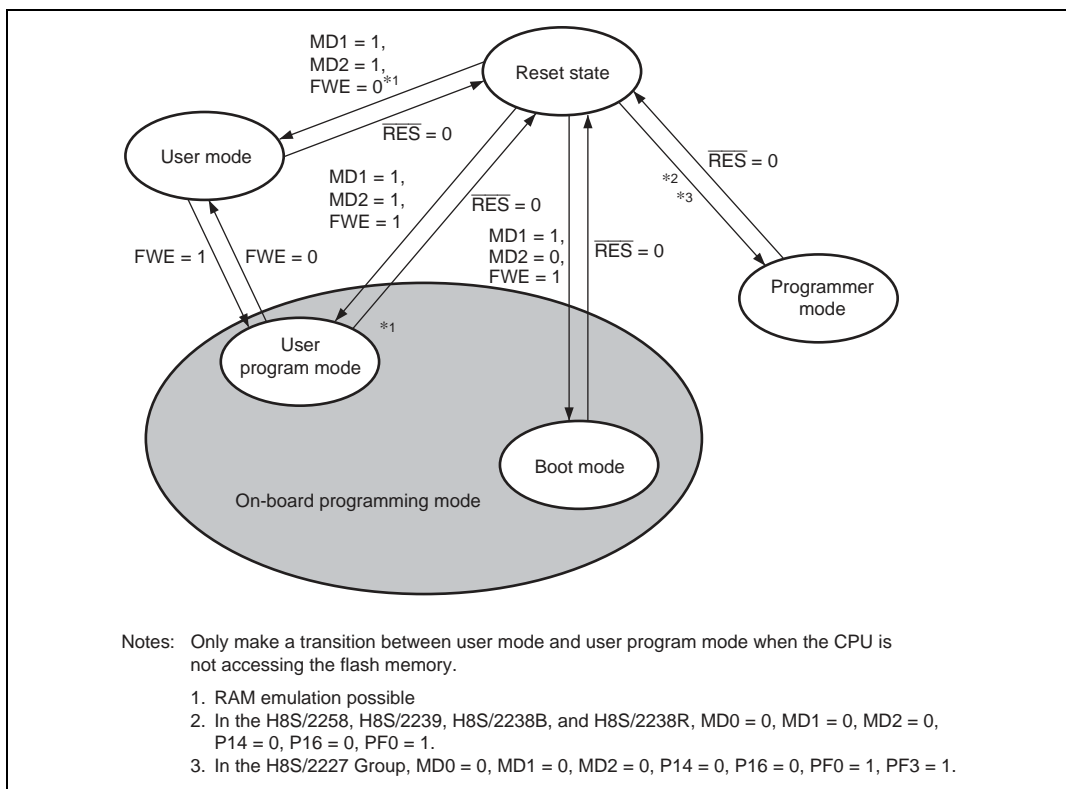 MD1 = 1,
MD2 = 1,
FWE = 0*1
Reset state
RES = 0
User mode
RES = 0
*2
*3
MD1 = 1,
MD2 = 1,
FWE = 1
RES = 0
MD1 = 1,
MD2 = 0,
FWE = 1
RES = 0
FWE = 1
FWE = 0
Programmer
mode
*1
User
program mode
Boot mode
On-board programming mode
Notes: Only make a transition between user mode and user program mode when the CPU is
not accessing the flash memory.
1. RAM emulation possible
2. In the H8S/2258, H8S/2239, H8S/2238B, and H8S/2238R, MD0 = 0, MD1 = 0, MD2 = 0,
P14 = 0, P16 = 0, PF0 = 1.
3. In the H8S/2227 Group, MD0 = 0, MD1 = 0, MD2 = 0, P14 = 0, P16 = 0, PF0 = 1, PF3 = 1.